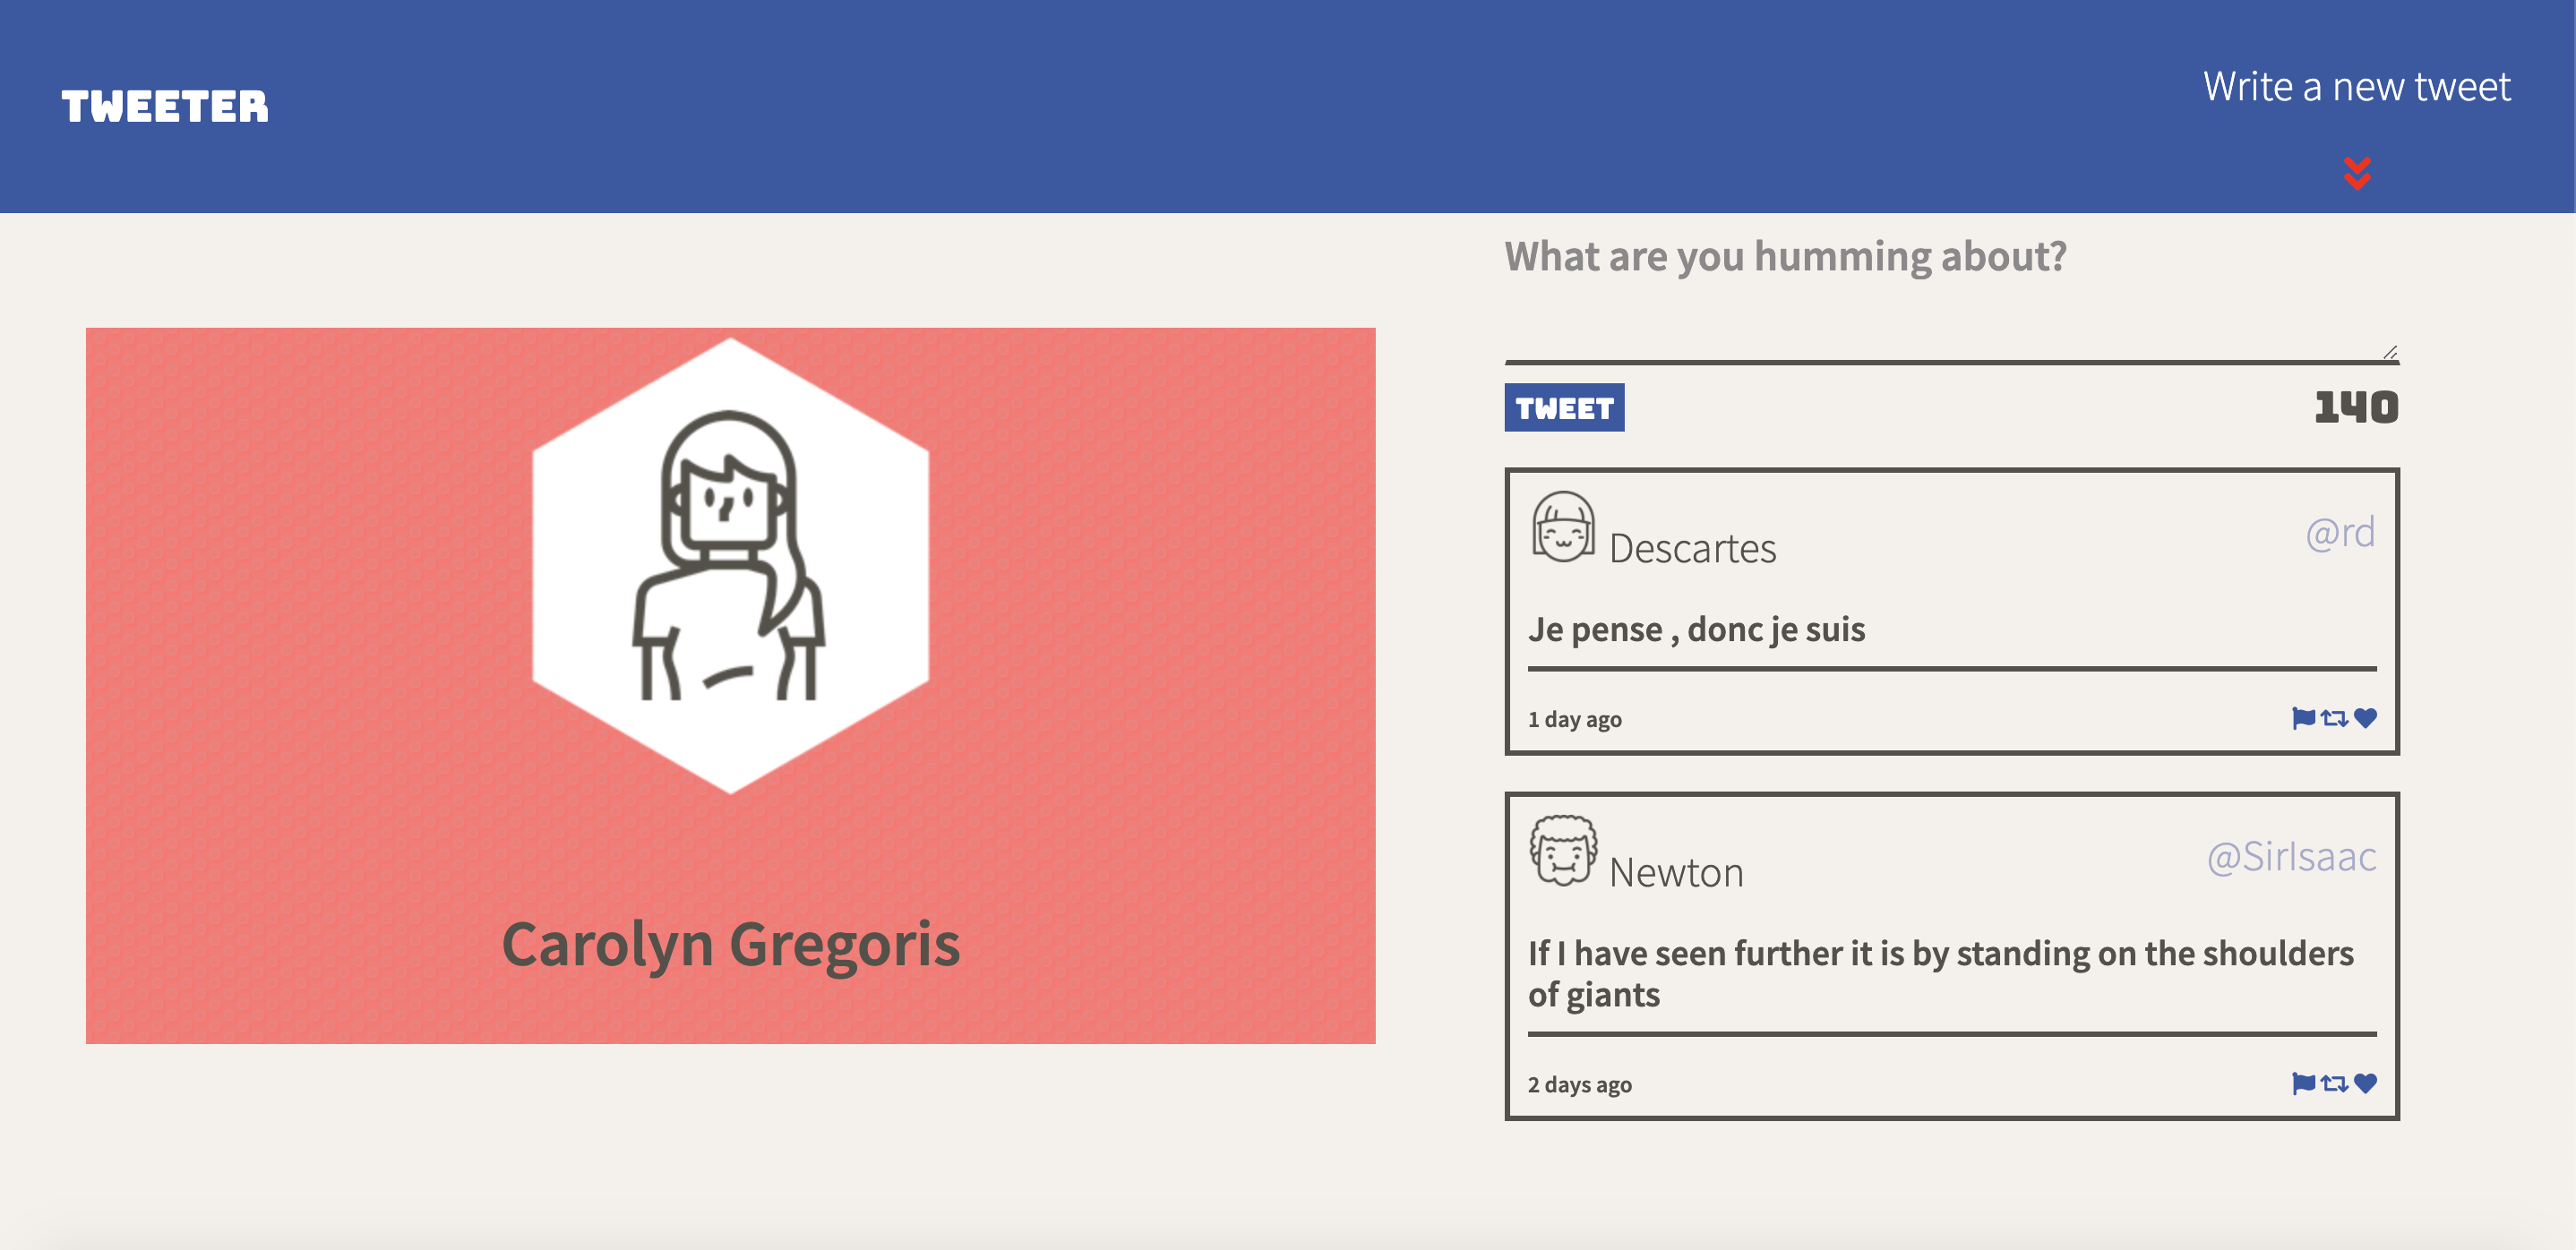 TWEETER
Write a new tweet
What are you humming about?
TWEET
140
Descartes
@rd
Je pense , donc je suis
1 day ago
Newton
@SirIsaac
If I have seen further it is by standing on the shoulders
of giants
2 days ago
Carolyn Gregoris